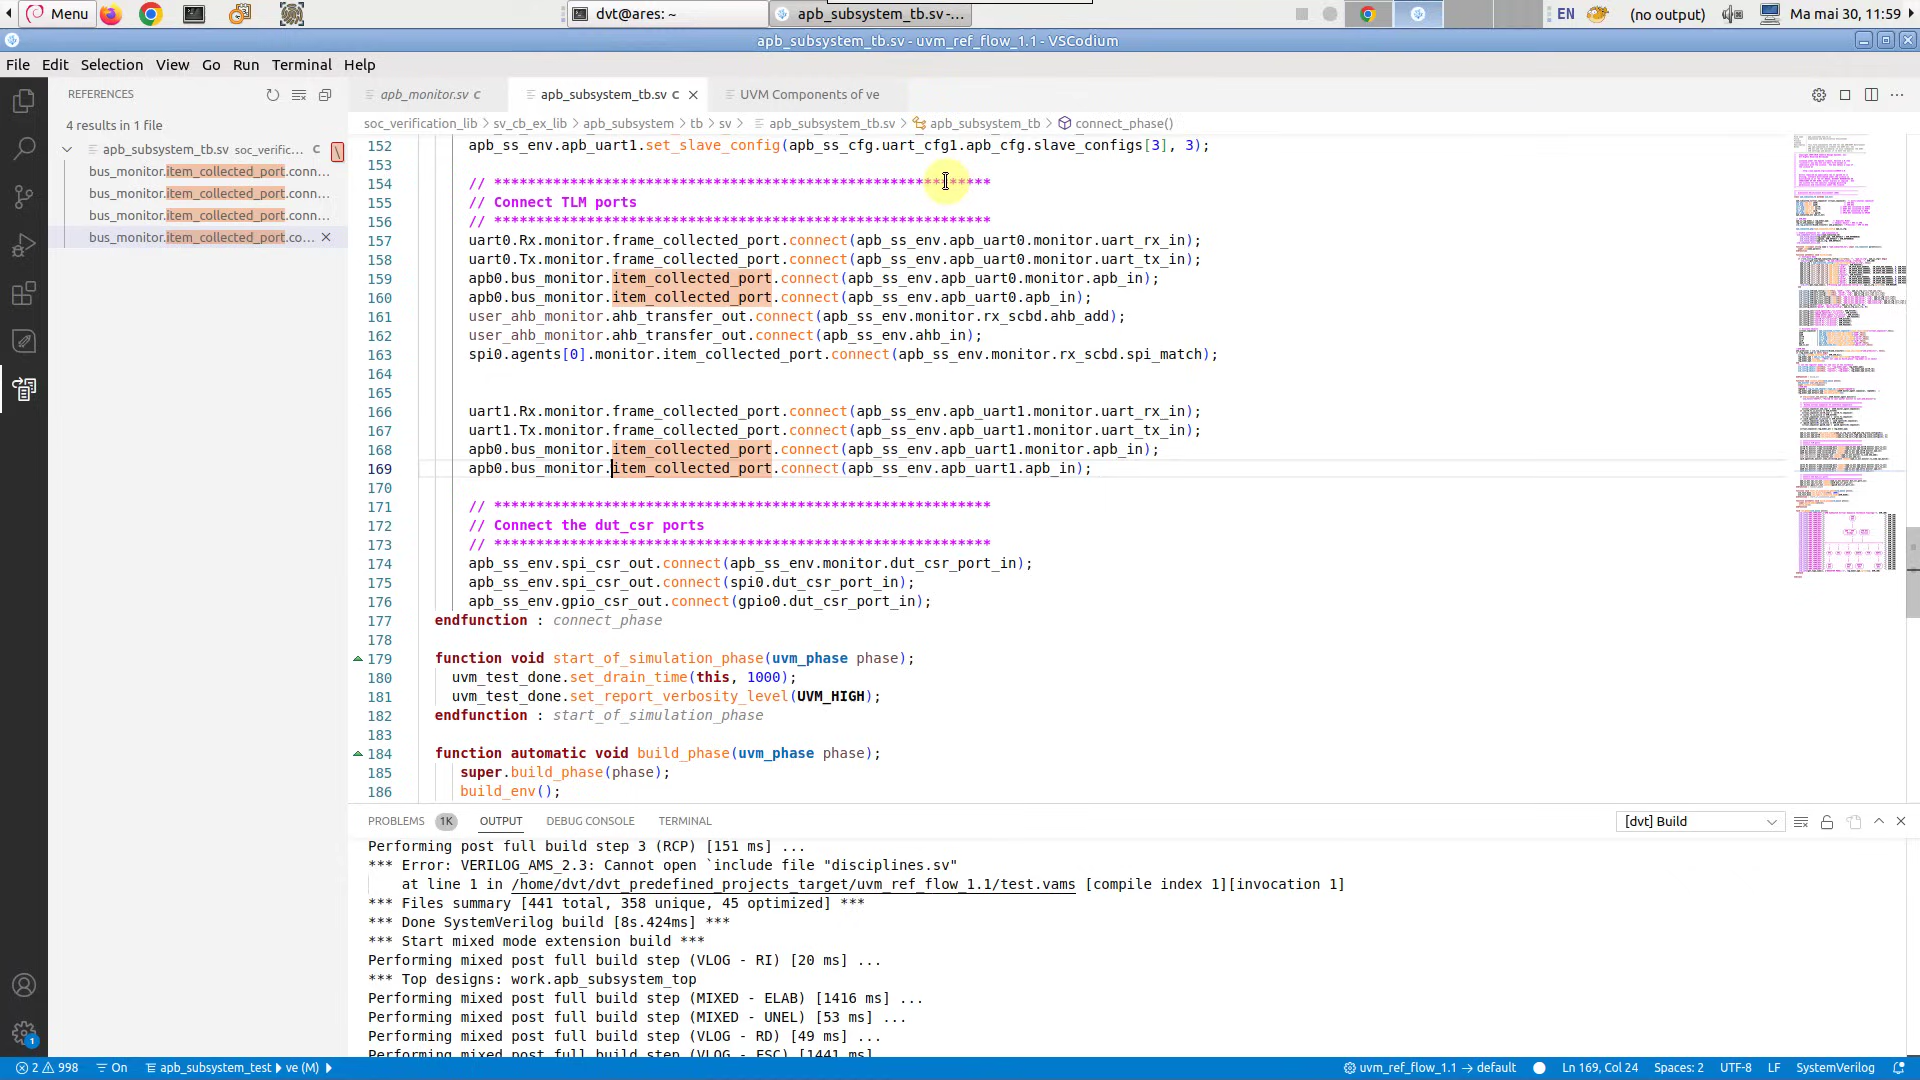 Menu
dvt@ares: ~
apb_subsystem_tb.sv -...
EN
(no output)
Ma mai 30, 11:59
apb_subsystem_tb.sv - uvm_ref_flow_1.1 - VSCodium
File Edit Selection View Go Run Terminal Help
REFERENCES
apb_monitor.sv C
apb_subsystem_tb.sv C
UVM Components of ve
4 results in 1 file
soc_verification_lib > sv_cb_ex_lib > apb_subsystem > tb > sv > apb_subsystem_tb.sv > apb_subsystem_tb > connect_phase()
apb_subsystem_tb.sv soc_verific... C
bus_monitor.item_collected_port.conn...
bus_monitor.item_collected_port.conn...
bus_monitor.item_collected_port.conn...
bus_monitor.item_collected_port.co...
152 apb_ss_env.apb_uart1.set_slave_config(apb_ss_cfg.uart_cfg1.apb_cfg.slave_configs[3], 3);
153
154 // ***********************************************************
155 // Connect TLM ports
156 // ***********************************************************
157 uart0.Rx.monitor.frame_collected_port.connect(apb_ss_env.apb_uart0.monitor.uart_rx_in);
158 uart0.Tx.monitor.frame_collected_port.connect(apb_ss_env.apb_uart0.monitor.uart_tx_in);
159 apb0.bus_monitor.item_collected_port.connect(apb_ss_env.apb_uart0.monitor.apb_in);
160 apb0.bus_monitor.item_collected_port.connect(apb_ss_env.apb_uart0.apb_in);
161 user_ahb_monitor.ahb_transfer_out.connect(apb_ss_env.monitor.rx_scbd.ahb_add);
162 user_ahb_monitor.ahb_transfer_out.connect(apb_ss_env.ahb_in);
163 spi0.agents[0].monitor.item_collected_port.connect(apb_ss_env.monitor.rx_scbd.spi_match);
164
165
166 uart1.Rx.monitor.frame_collected_port.connect(apb_ss_env.apb_uart1.monitor.uart_rx_in);
167 uart1.Tx.monitor.frame_collected_port.connect(apb_ss_env.apb_uart1.monitor.uart_tx_in);
168 apb0.bus_monitor.item_collected_port.connect(apb_ss_env.apb_uart1.monitor.apb_in);
169 apb0.bus_monitor.item_collected_port.connect(apb_ss_env.apb_uart1.apb_in);
170
171 // ***********************************************************
172 // Connect the dut_csr ports
173 // ***********************************************************
174 apb_ss_env.spi_csr_out.connect(apb_ss_env.monitor.dut_csr_port_in);
175 apb_ss_env.spi_csr_out.connect(spi0.dut_csr_port_in);
176 apb_ss_env.gpio_csr_out.connect(gpio0.dut_csr_port_in);
177 endfunction : connect_phase
178
179 function void start_of_simulation_phase(uvm_phase phase);
180 uvm_test_done.set_drain_time(this, 1000);
181 uvm_test_done.set_report_verbosity_level(UVM_HIGH);
182 endfunction : start_of_simulation_phase
183
184 function automatic void build_phase(uvm_phase phase);
185 super.build_phase(phase);
186 build_env();
PROBLEMS 1K OUTPUT DEBUG CONSOLE TERMINAL
[dvt] Build
Performing post full build step 3 (RCP) [151 ms] ...
*** Error: VERILOG_AMS_2.3: Cannot open `include file "disciplines.sv"
at line 1 in /home/dvt/dvt_predefined_projects_target/uvm_ref_flow_1.1/test.vams [compile index 1][invocation 1]
*** Files summary [441 total, 358 unique, 45 optimized] ***
*** Done SystemVerilog build [8s.424ms] ***
*** Start mixed mode extension build ***
Performing mixed post full build step (VLOG - RI) [20 ms] ...
*** Top designs: work.apb_subsystem_top
Performing mixed post full build step (MIXED - ELAB) [1416 ms] ...
Performing mixed post full build step (MIXED - UNEL) [53 ms] ...
Performing mixed post full build step (VLOG - RD) [49 ms] ...
Performing mixed post full build step (VLOG - ESC) [1441 ms]
1
2 998
On
apb_subsystem_test
ve (M)
uvm_ref_flow_1.1 → default
Ln 169, Col 24
Spaces: 2
UTF-8
LF
SystemVerilog